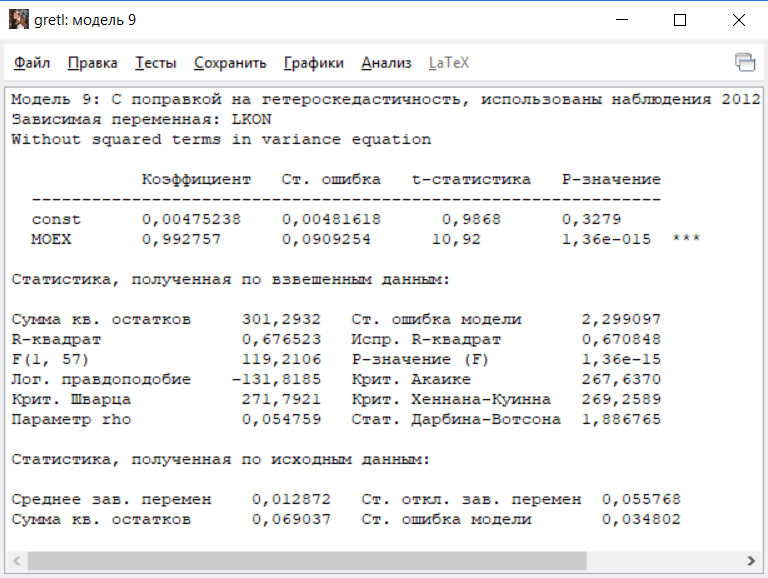 gretl: модель 9
Файл Правка Тесты Сохранить Графики Анализ LaTeX
Модель 9: С поправкой на гетероскедастичность, использованы наблюдения 2012
Зависимая переменная: LKON
Without squared terms in variance equation
Коэффициент Ст. ошибка t-статистика P-значение
-------------------------------------------------------------
const 0,00475238 0,00481618 0,9868 0,3279
MOEX 0,992757 0,0909254 10,92 1,36e-015 ***
Статистика, полученная по взвешенным данным:
Сумма кв. остатков 301,2932 Ст. ошибка модели 2,299097
R-квадрат 0,676523 Испр. R-квадрат 0,670848
F(1, 57) 119,2106 P-значение (F) 1,36e-15
Лог. правдоподобие -131,8185 Крит. Акаике 267,6370
Крит. Шварца 271,7921 Крит. Хеннана-Куинна 269,2589
Параметр rho 0,054759 Стат. Дарбина-Вотсона 1,886765
Статистика, полученная по исходным данным:
Среднее зав. перемен 0,012872 Ст. откл. зав. перемен 0,055768
Сумма кв. остатков 0,069037 Ст. ошибка модели 0,034802